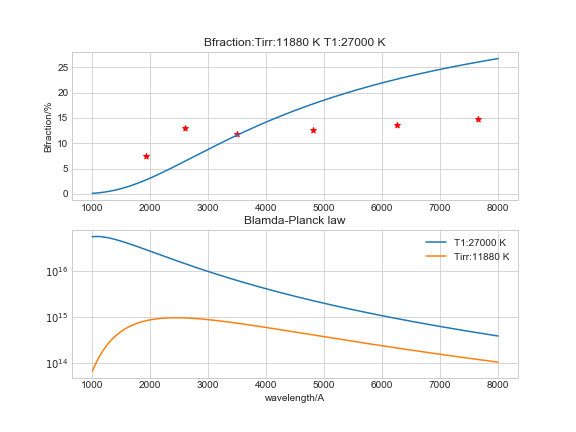 Bfraction:Tirr:11880 K T1:27000 K
Bfraction/%
25
20
15
10
5
0
1000 2000 3000 4000 5000 6000 7000 8000
Blamda-Planck law
T1:27000 K
Tirr:11880 K
10^16
10^15
10^14
1000 2000 3000 4000 5000 6000 7000 8000
wavelength/A